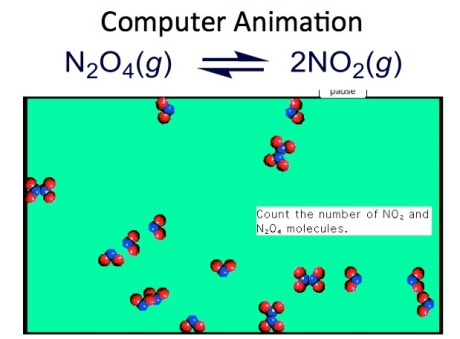 Computer Animation
N₂O₄(g) ⇌ 2NO₂(g)
pause
Count the number of NO₂ and
N₂O₄ molecules.